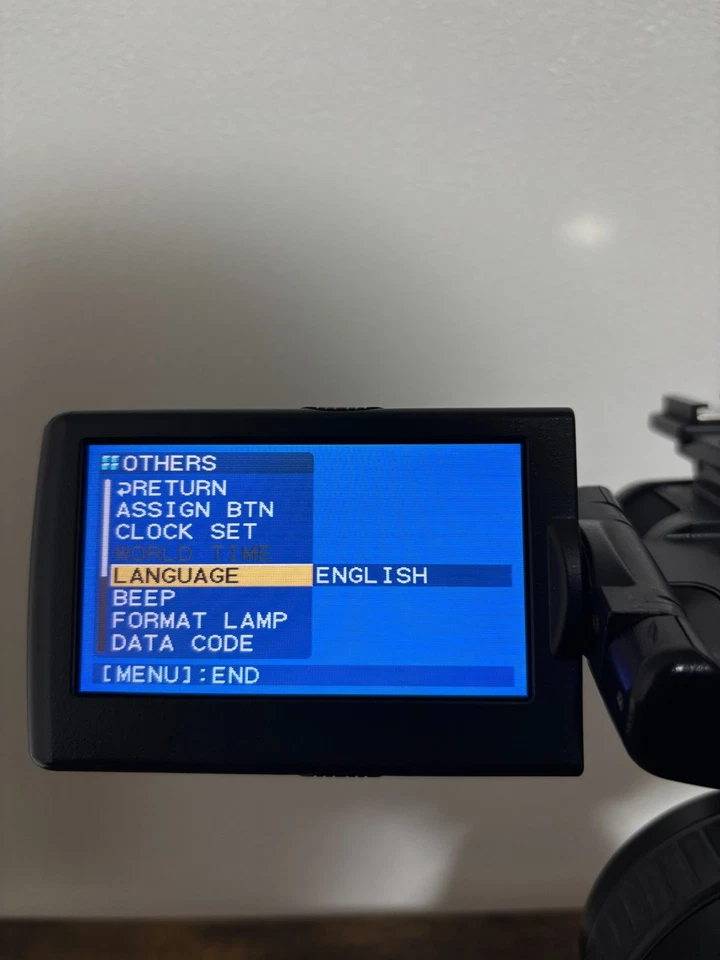 OTHERS
RETURN
ASSIGN BTN
CLOCK SET
WORLD TIME
LANGUAGE ENGLISH
BEEP
FORMAT LAMP
DATA CODE
[MENU]:END